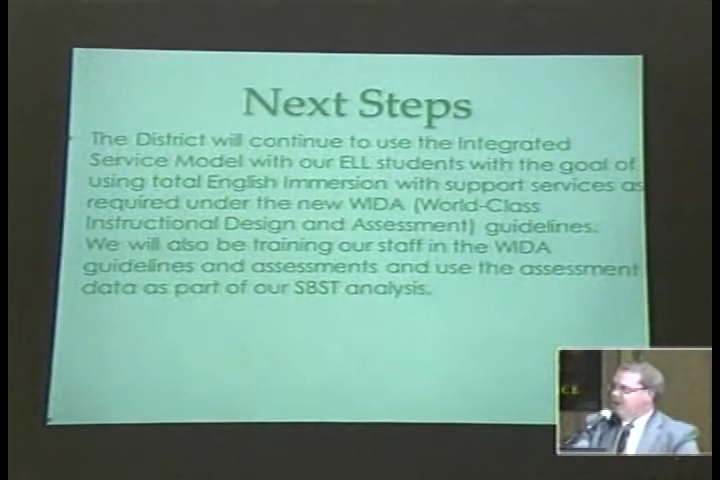 Next Steps
The District will continue to use the Integrated
Service Model with our ELL students with the goal of
using total English Immersion with support services as
required under the new WIDA (World-Class
Instructional Design and Assessment) guidelines.
We will also be training our staff in the WIDA
guidelines and assessments and use the assessment
data as part of our SBST analysis.
CE